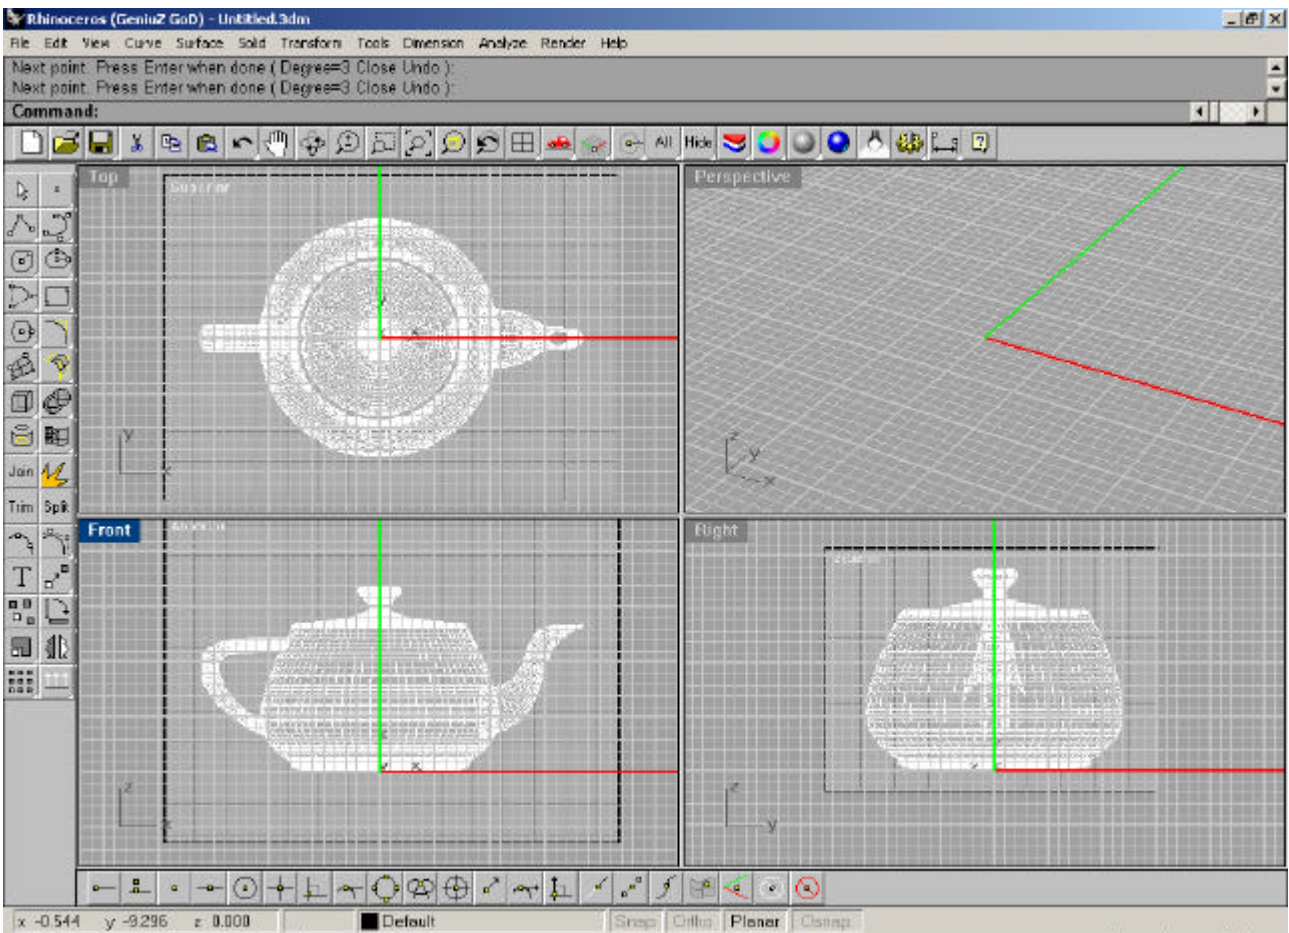 Rhinoceros (GeniuZ GoD) - Untitled.3dm
File Edit View Curve Surface Solid Transform Tools Dimension Analyze Render Help
Next point. Press Enter when done ( Degree=3 Close Undo ):
Next point. Press Enter when done ( Degree=3 Close Undo ):
Command:
All Hide
Top
Superior
Perspective
y
x
z
y
x
Join
Trim Split
Front
Right
T
z
x
z
y
x -0.544 y -9.296 z 0.000 Default Snap Ortho Planar Osnap